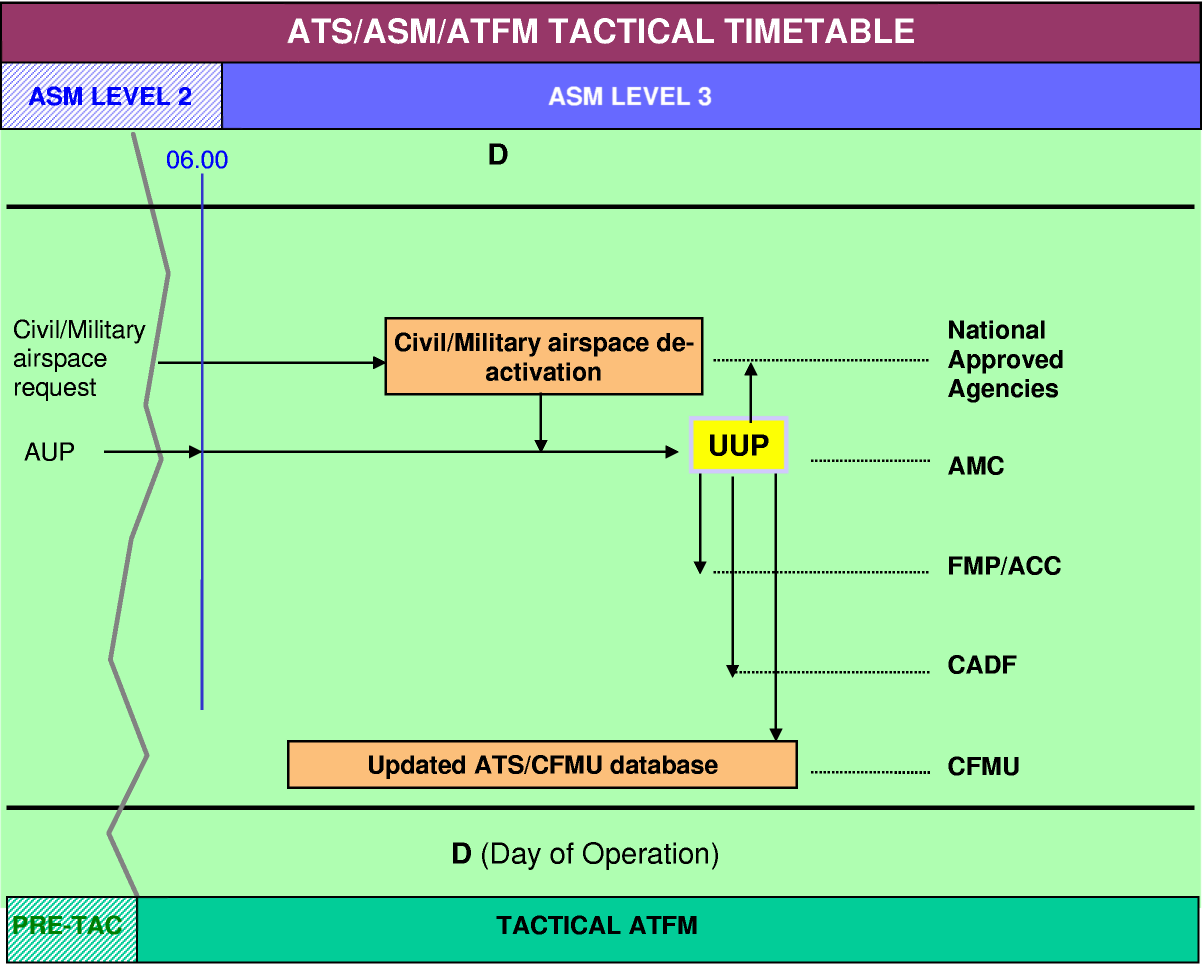 ATS/ASM/ATFM TACTICAL TIMETABLE
ASM LEVEL 2
ASM LEVEL 3
06.00
D
Civil/Military
airspace
request
Civil/Military airspace de-
activation
National
Approved
Agencies
AUP
UUP
AMC
FMP/ACC
CADF
Updated ATS/CFMU database
CFMU
D (Day of Operation)
PRE-TAC
TACTICAL ATFM